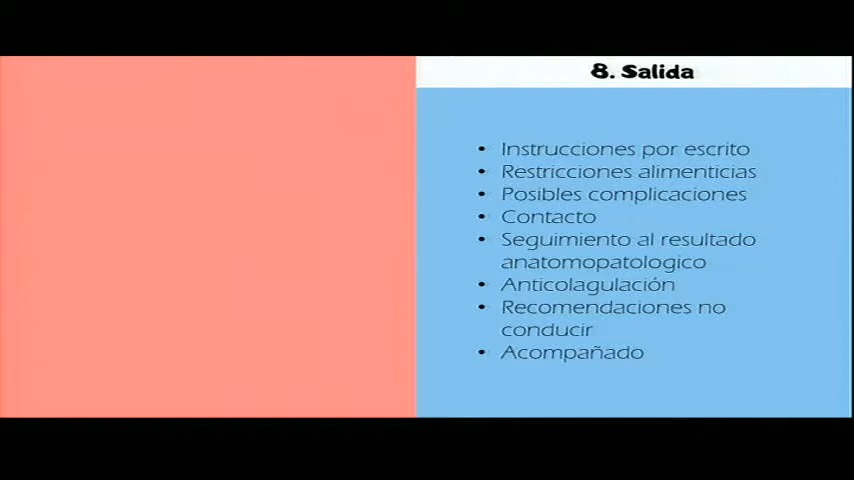 8. Salida
• Instrucciones por escrito
• Restricciones alimenticias
• Posibles complicaciones
• Contacto
• Seguimiento al resultado
anatomopatologico
• Anticolagulación
• Recomendaciones no
conducir
• Acompañado